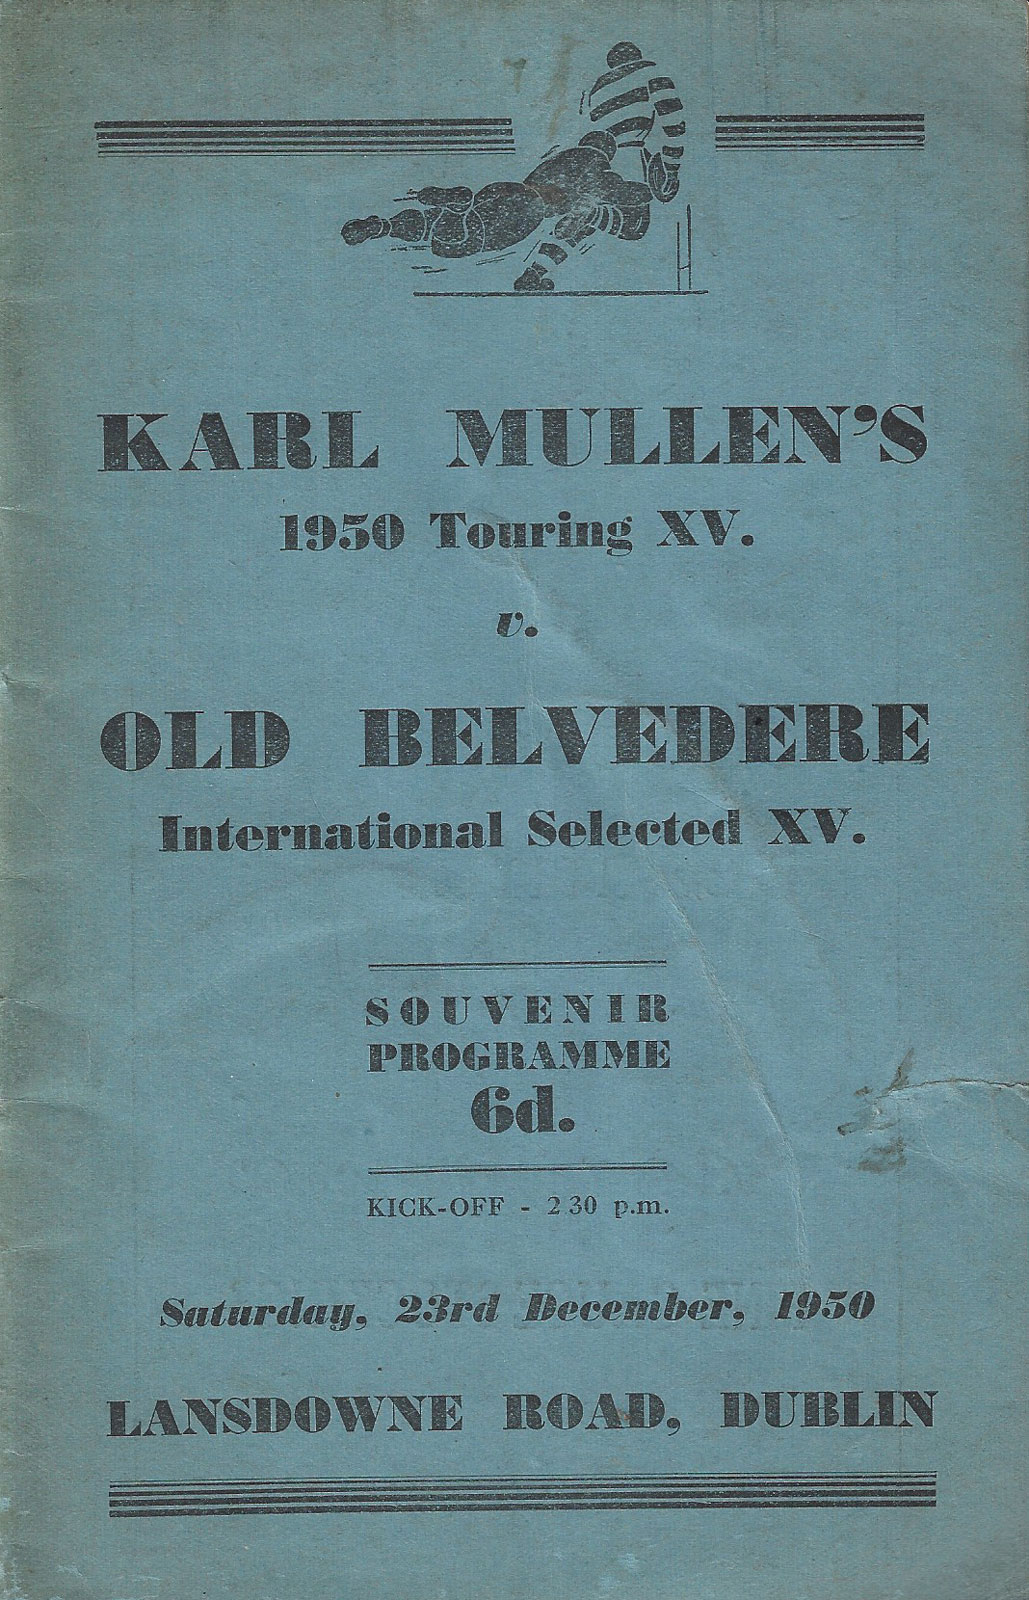 KARL MULLEN'S
1950 Touring XV.
v.
OLD BELVEDERE
International Selected XV.
SOUVENIR
PROGRAMME
6d.
KICK-OFF - 2 30 p.m.
Saturday, 23rd December, 1950
LANSDOWNE ROAD, DUBLIN